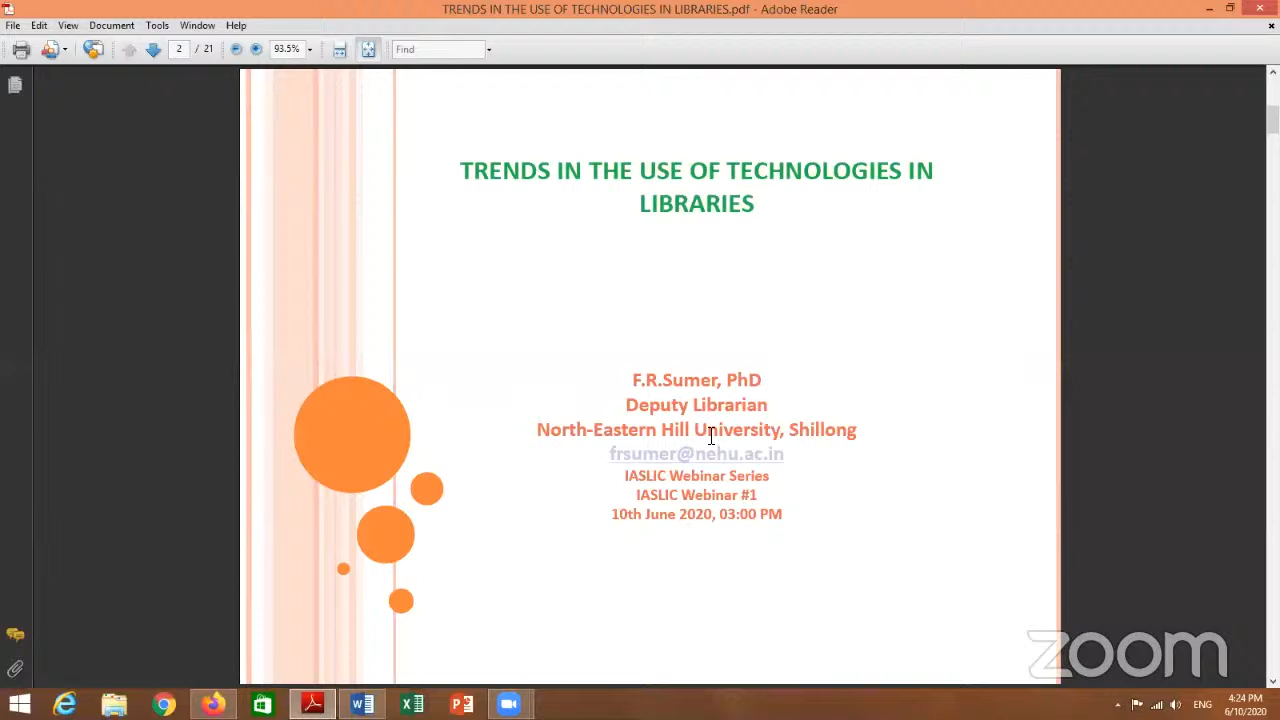 TRENDS IN THE USE OF TECHNOLOGIES IN LIBRARIES.pdf - Adobe Reader
File Edit View Document Tools Window Help
2 / 21 93.5% Find
TRENDS IN THE USE OF TECHNOLOGIES IN
LIBRARIES
F.R.Sumer, PhD
Deputy Librarian
North-Eastern Hill University, Shillong
frsumer@nehu.ac.in
IASLIC Webinar Series
IASLIC Webinar #1
10th June 2020, 03:00 PM
zoom
ENG
4:24 PM
6/10/2020